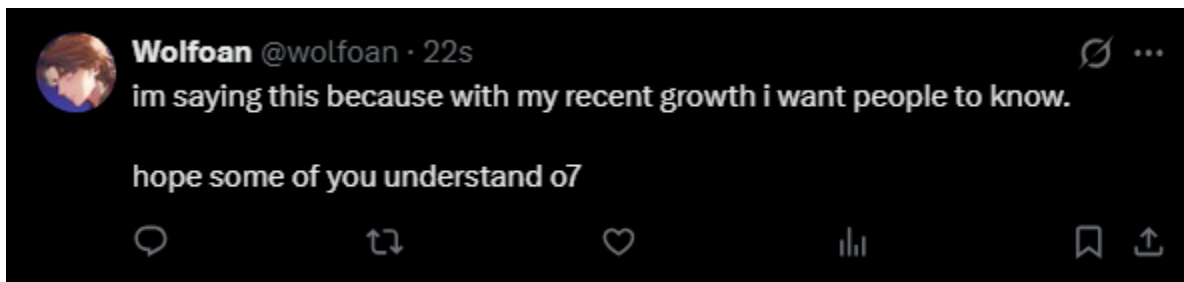 Wolfoan @wolfoan · 22s
im saying this because with my recent growth i want people to know.
hope some of you understand o7